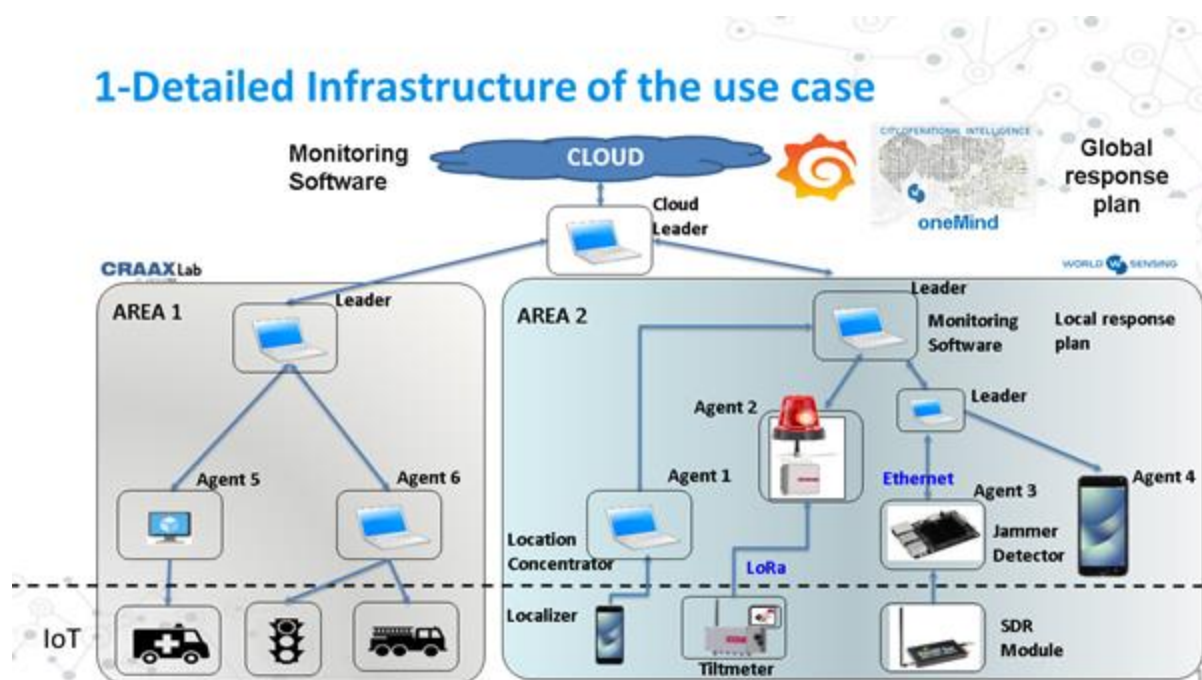 1-Detailed Infrastructure of the use case
Monitoring
Software
CLOUD
CITY OPERATIONAL INTELLIGENCE
oneMind
Global
response
plan
Cloud
Leader
CRAAX Lab
WORLD SENSING
AREA 1
Leader
Agent 5
Agent 6
AREA 2
Leader
Monitoring
Software
Local response
plan
Leader
Agent 2
Agent 1
Ethernet
Agent 3
Agent 4
Location
Concentrator
Jammer
Detector
LoRa
IoT
Localizer
Tiltmeter
SDR
Module